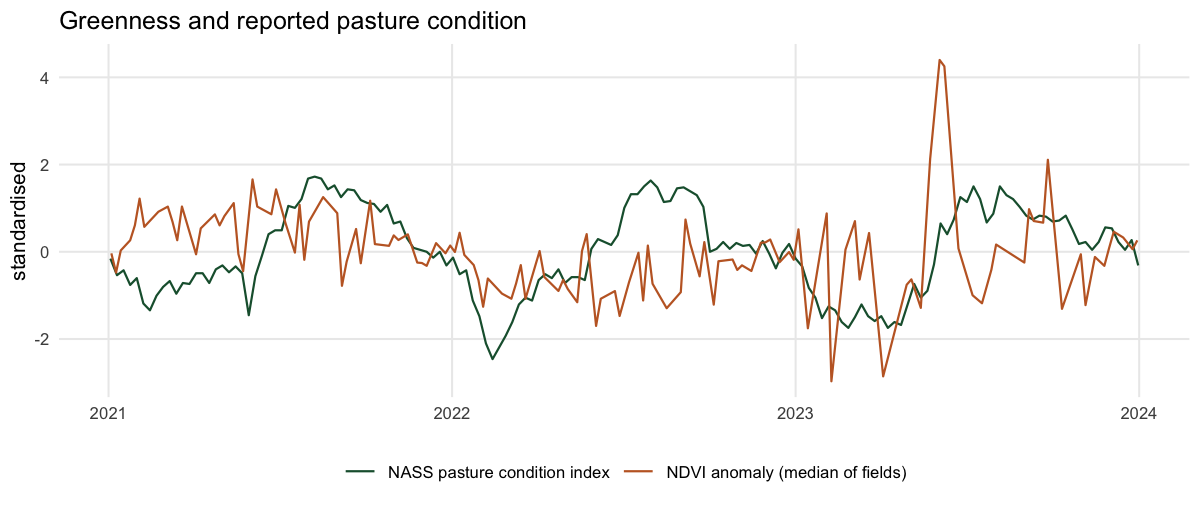 Greenness and reported pasture condition
standardised
4
2
0
-2
2021
2022
2023
2024
NASS pasture condition index
NDVI anomaly (median of fields)